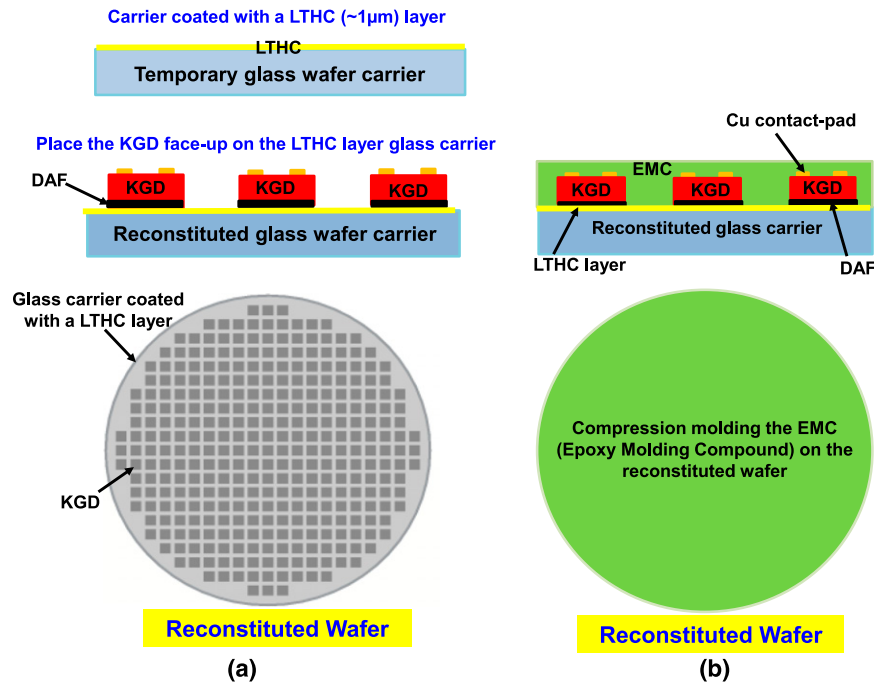 Carrier coated with a LTHC (~1µm) layer
LTHC
Temporary glass wafer carrier
Place the KGD face-up on the LTHC layer glass carrier
DAF
KGD
KGD
KGD
Reconstituted glass wafer carrier
Glass carrier coated
with a LTHC layer
KGD
Reconstituted Wafer
(a)
Cu contact-pad
EMC
KGD
KGD
KGD
Reconstituted glass carrier
LTHC layer
DAF
Compression molding the EMC
(Epoxy Molding Compound) on the
reconstituted wafer
Reconstituted Wafer
(b)